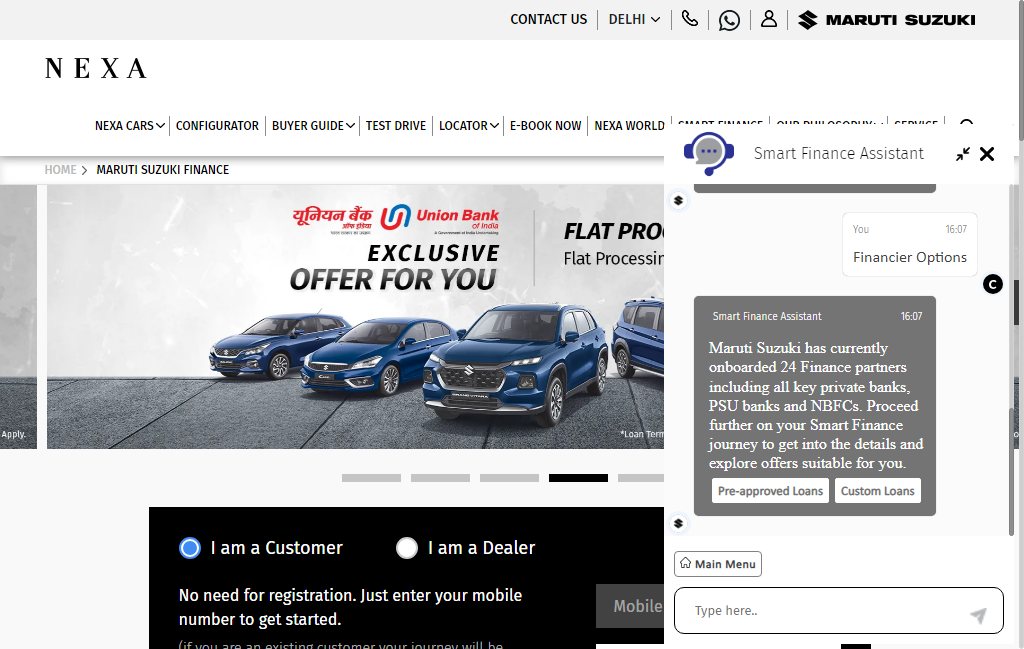 CONTACT US
DELHI
MARUTI SUZUKI
NEXA
NEXA CARS
CONFIGURATOR
BUYER GUIDE
TEST DRIVE
LOCATOR
E-BOOK NOW
NEXA WORLD
SMART FINANCE
OUR PHILOSOPHY
SERVICE
HOME
MARUTI SUZUKI FINANCE
यूनियन बैंक
ऑफ इंडिया
Union Bank
of India
EXCLUSIVE
OFFER FOR YOU
FLAT PRO
Flat Processin
GRAND VITARA
*Loan Term
Apply.
I am a Customer
I am a Dealer
No need for registration. Just enter your mobile
number to get started.
(if you are an existing customer your journey will be
Mobile
Smart Finance Assistant
You
16:07
Financier Options
C
Smart Finance Assistant
16:07
Maruti Suzuki has currently
onboarded 24 Finance partners
including all key private banks,
PSU banks and NBFCs. Proceed
further on your Smart Finance
journey to get into the details and
explore offers suitable for you.
Pre-approved Loans
Custom Loans
Main Menu
Type here..